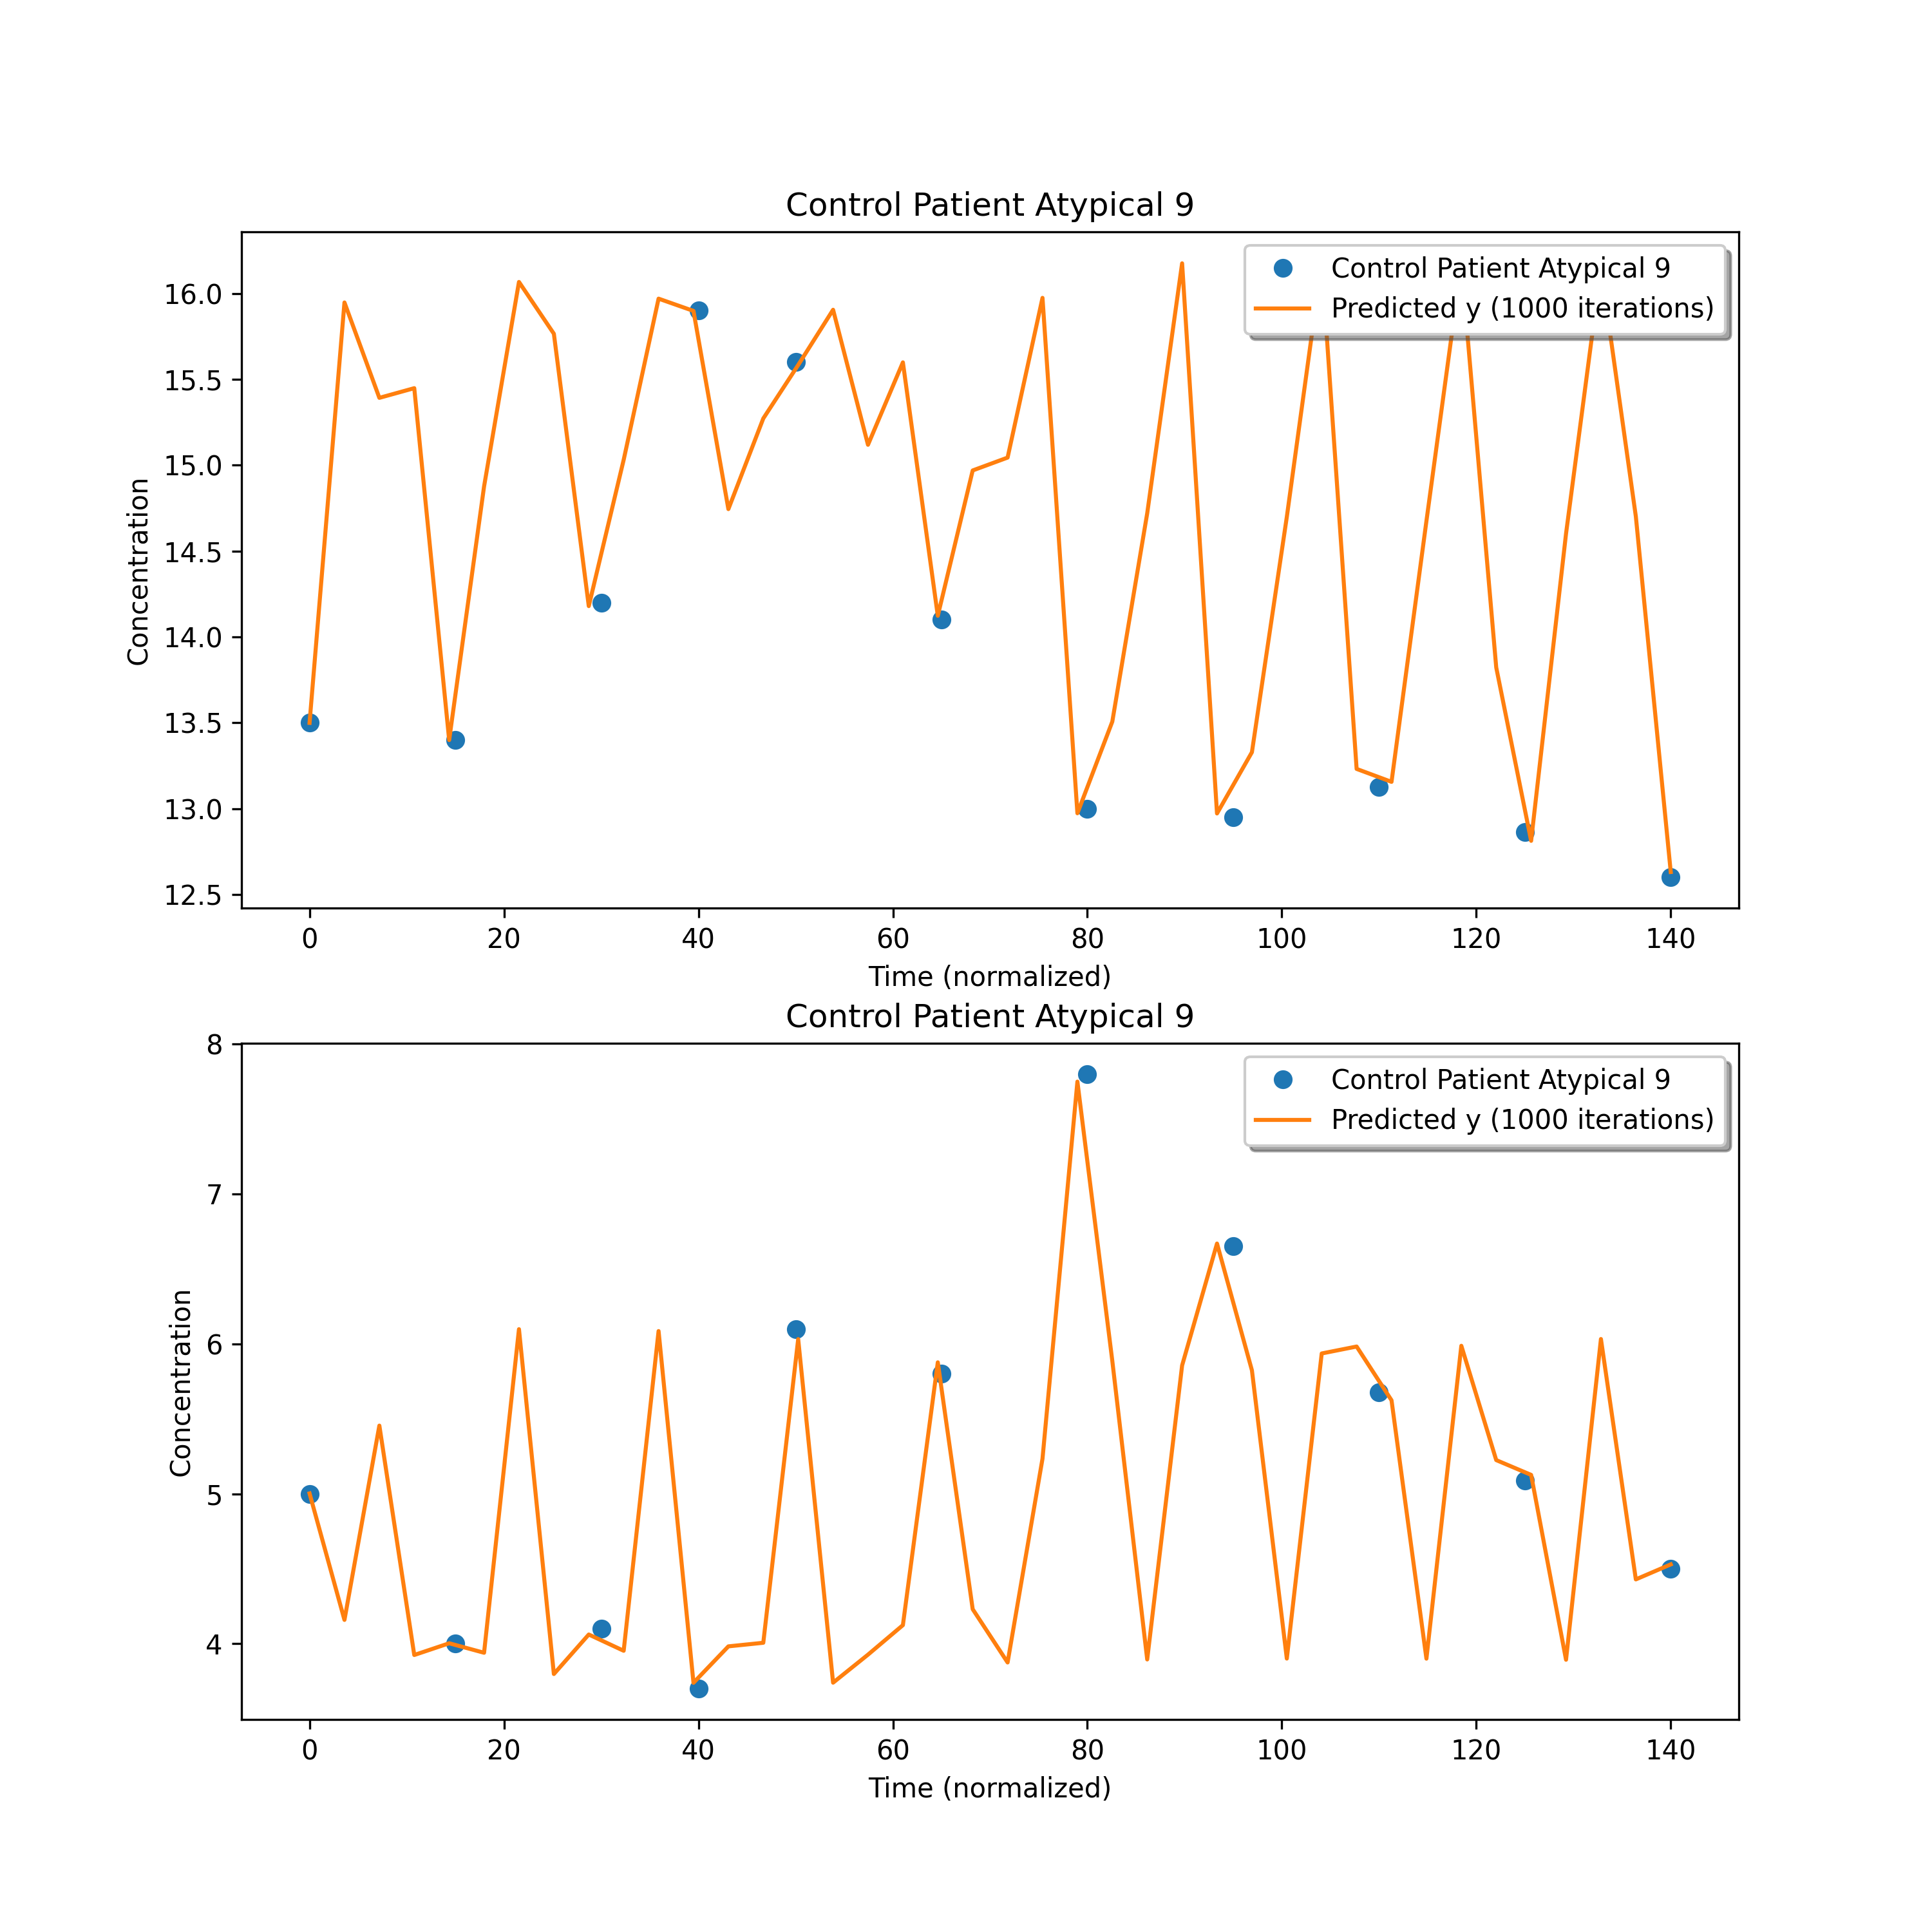 Control Patient Atypical 9
Control Patient Atypical 9
Predicted y (1000 iterations)
Concentration
16.0
15.5
15.0
14.5
14.0
13.5
13.0
12.5
0 20 40 60 80 100 120 140
Time (normalized)
Control Patient Atypical 9
Control Patient Atypical 9
Predicted y (1000 iterations)
Concentration
8
7
6
5
4
0 20 40 60 80 100 120 140
Time (normalized)